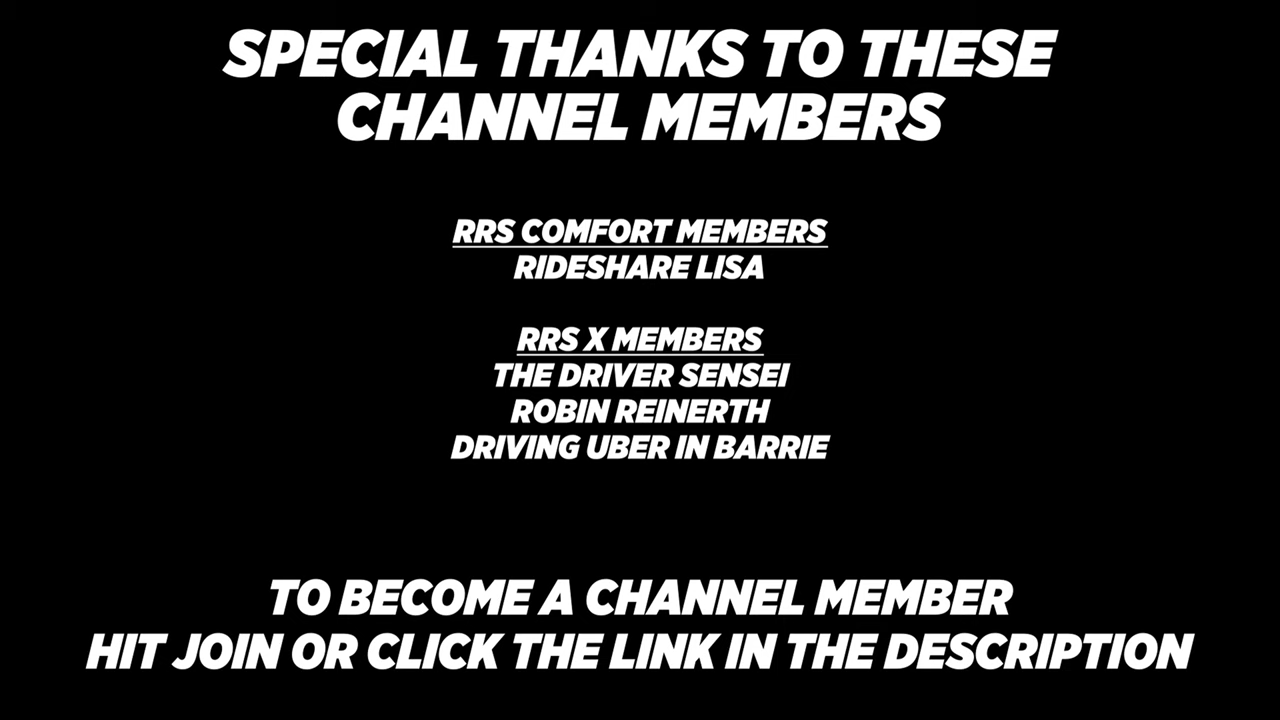 SPECIAL THANKS TO THESE
CHANNEL MEMBERS
RRS COMFORT MEMBERS
RIDESHARE LISA
RRS X MEMBERS
THE DRIVER SENSEI
ROBIN REINERTH
DRIVING UBER IN BARRIE
TO BECOME A CHANNEL MEMBER
HIT JOIN OR CLICK THE LINK IN THE DESCRIPTION